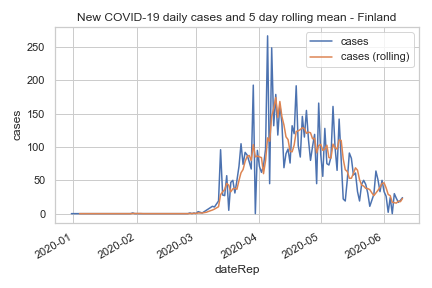 New COVID-19 daily cases and 5 day rolling mean - Finland
cases
cases (rolling)
250
200
150
100
50
0
cases
2020-01
2020-02
2020-03
2020-04
2020-05
2020-06
dateRep